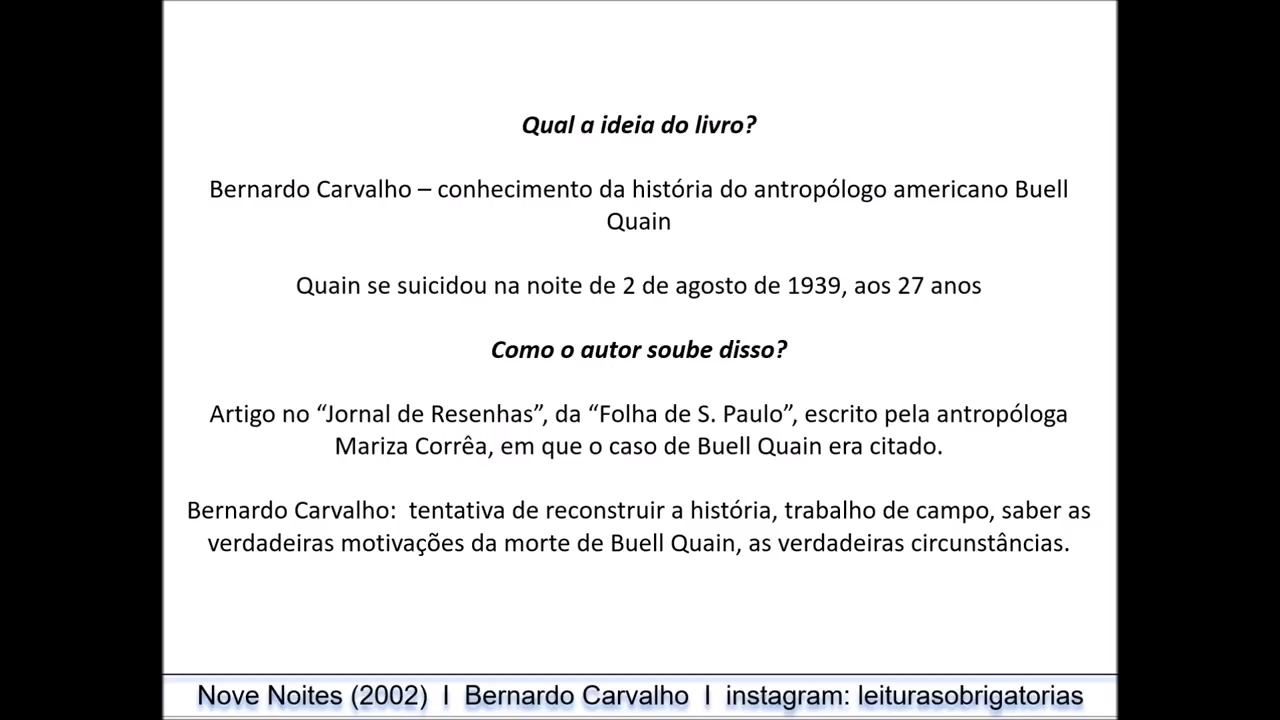 Qual a ideia do livro?
Bernardo Carvalho – conhecimento da história do antropólogo americano Buell
Quain
Quain se suicidou na noite de 2 de agosto de 1939, aos 27 anos
Como o autor soube disso?
Artigo no “Jornal de Resenhas”, da “Folha de S. Paulo”, escrito pela antropóloga
Mariza Corrêa, em que o caso de Buell Quain era citado.
Bernardo Carvalho:  tentativa de reconstruir a história, trabalho de campo, saber as
verdadeiras motivações da morte de Buell Quain, as verdadeiras circunstâncias.
Nove Noites (2002)  I  Bernardo Carvalho  I  instagram: leiturasobrigatorias